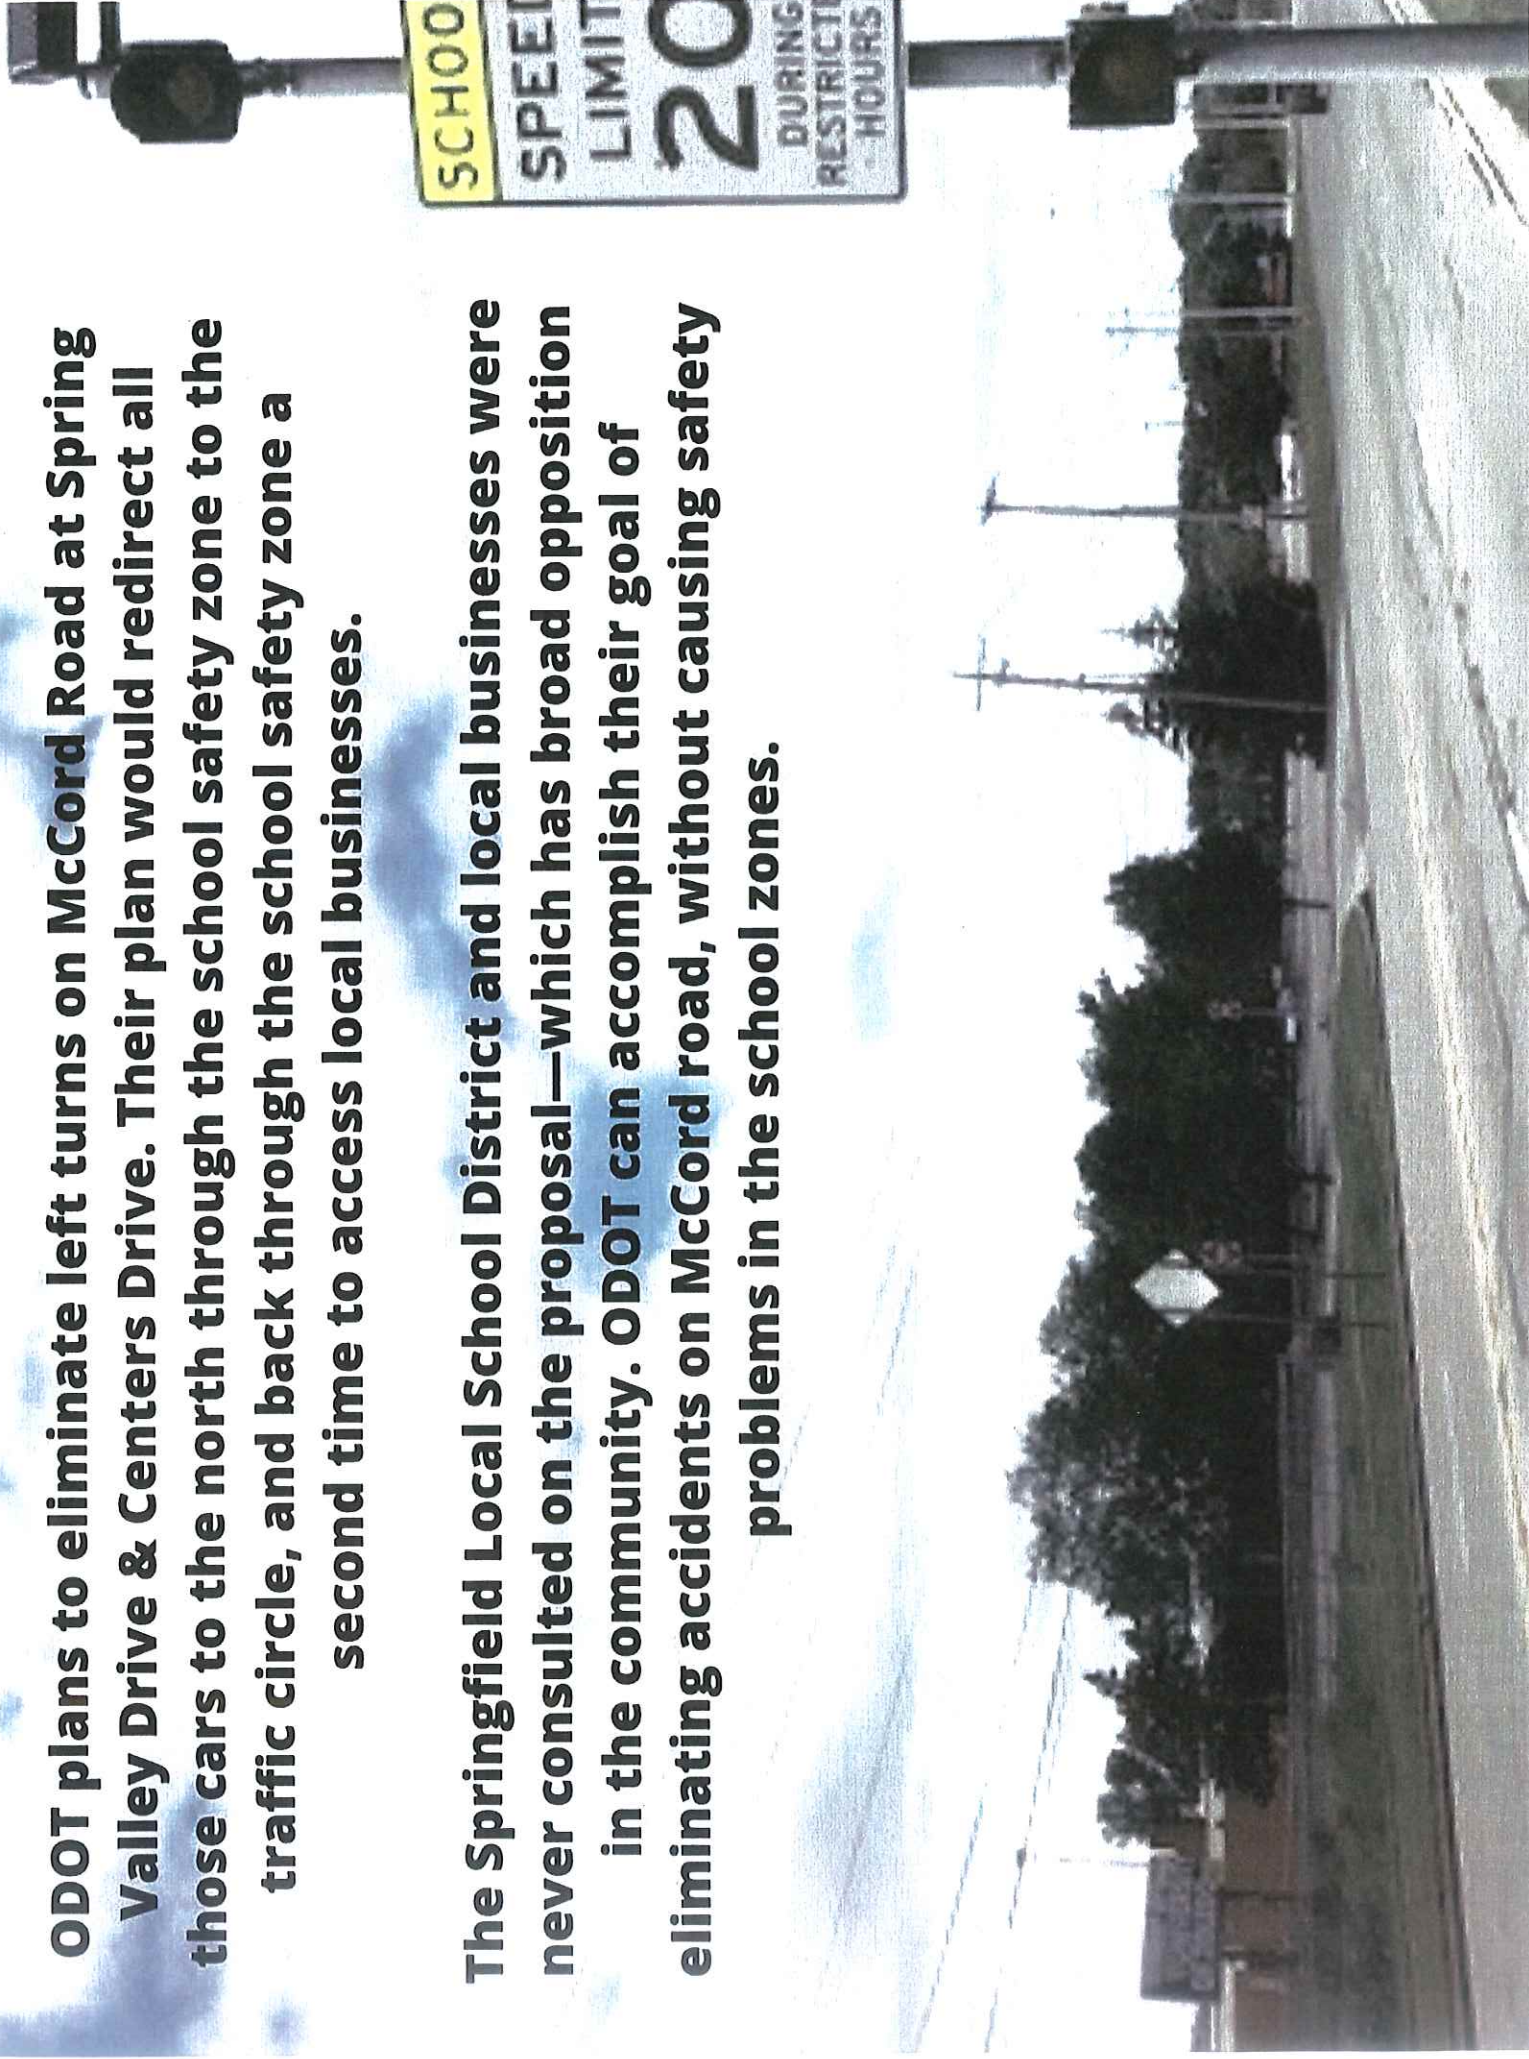 ODOT plans to eliminate left turns on McCord Road at Spring
Valley Drive & Centers Drive. Their plan would redirect all
those cars to the north through the school safety zone to the
traffic circle, and back through the school safety zone a
second time to access local businesses.
The Springfield Local School District and local businesses were
never consulted on the proposal—which has broad opposition
in the community. ODOT can accomplish their goal of
eliminating accidents on McCord road, without causing safety
problems in the school zones.
SCHOO
SPEED
LIMIT
20
DURING
RESTRICTI
HOURS